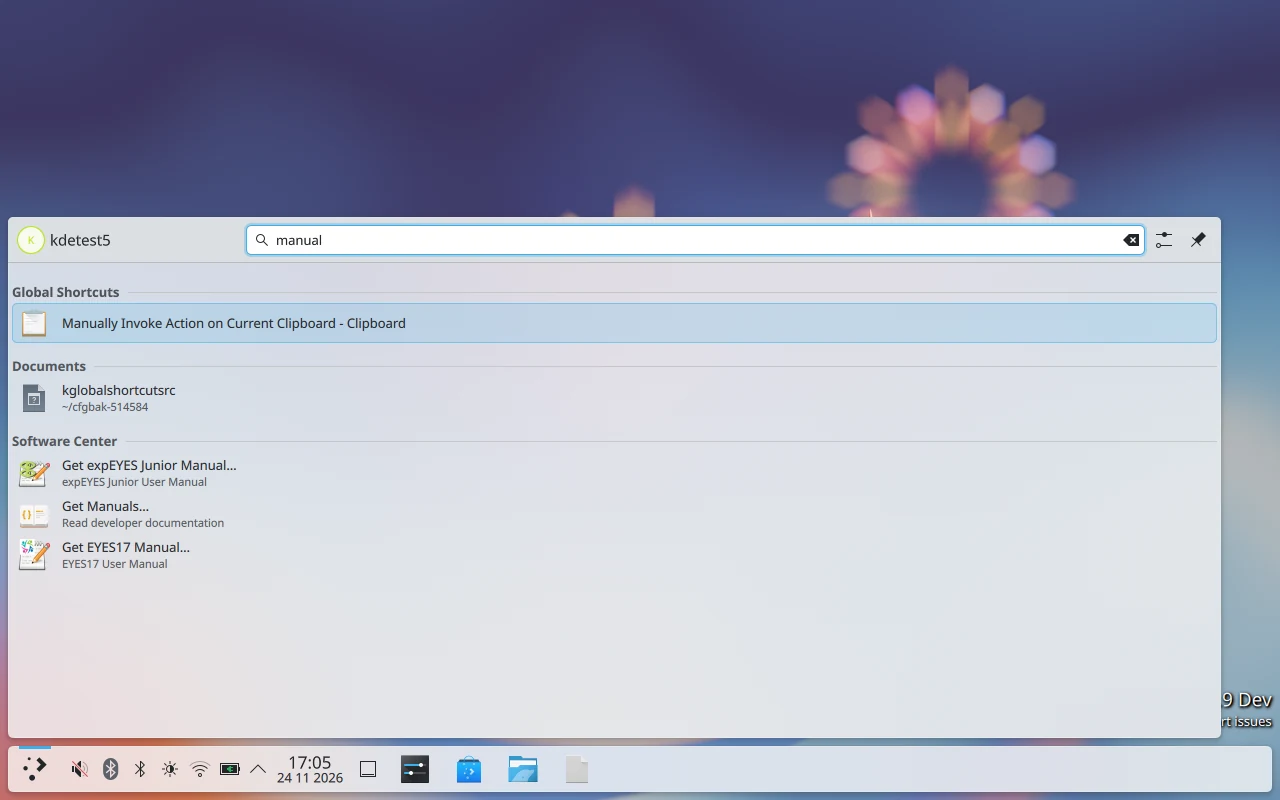 K kdetest5
manual
Global Shortcuts
Manually Invoke Action on Current Clipboard - Clipboard
Documents
kglobalshortcutsrc
~/cfgbak-514584
Software Center
Get expEYES Junior Manual...
expEYES Junior User Manual
Get Manuals...
Read developer documentation
Get EYES17 Manual...
EYES17 User Manual
9 Dev
rt issues
17:05
24 11 2026